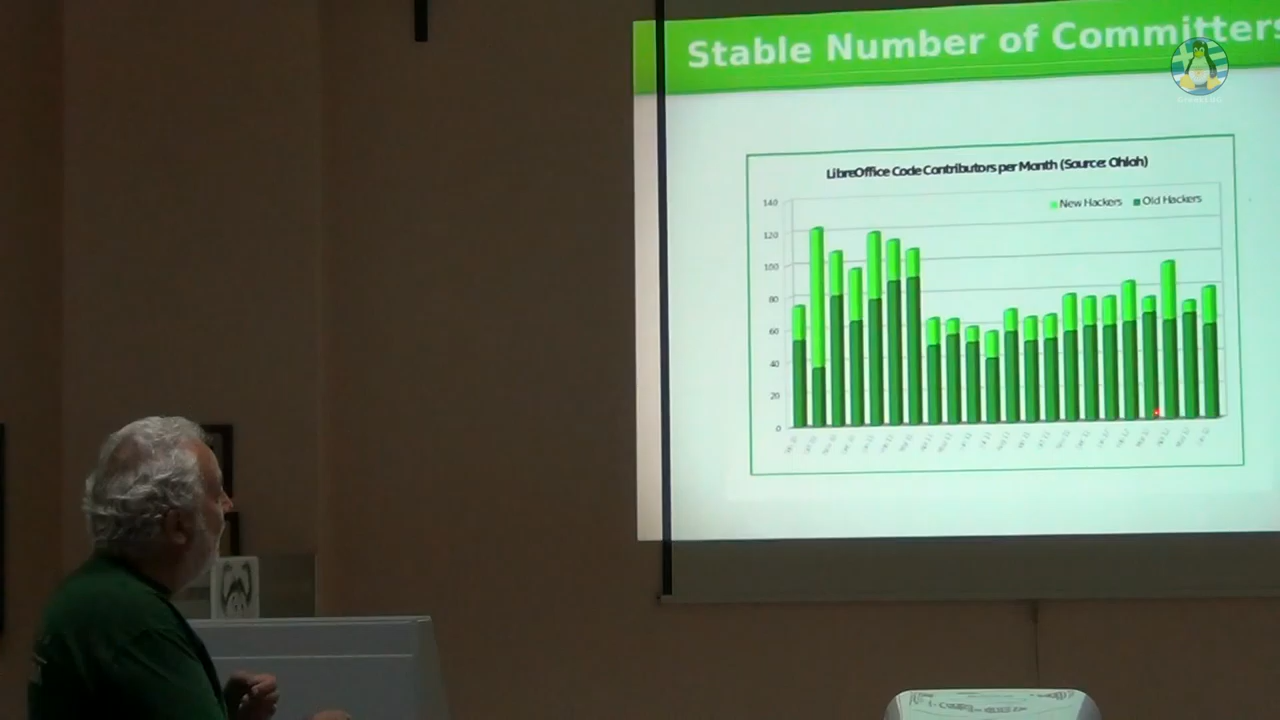 Stable Number of Committers
LibreOffice Code Contributors per Month (Source: Ohloh)
New Hackers Old Hackers
140
120
100
80
60
40
20
0